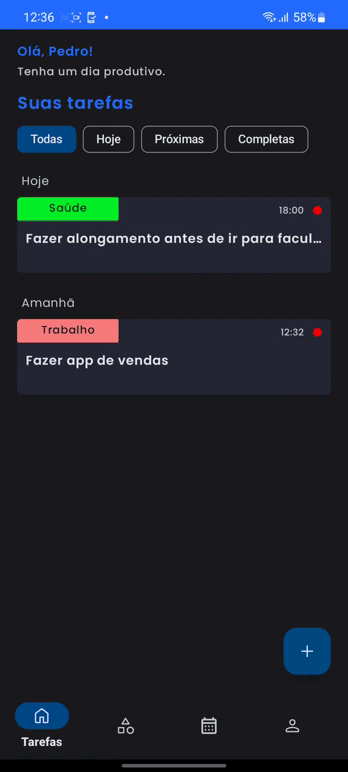 12:36
58%
Olá, Pedro!
Tenha um dia produtivo.
Suas tarefas
Todas
Hoje
Próximas
Completas
Hoje
Saúde
18:00
Fazer alongamento antes de ir para facul...
Amanhã
Trabalho
12:32
Fazer app de vendas
+
Tarefas